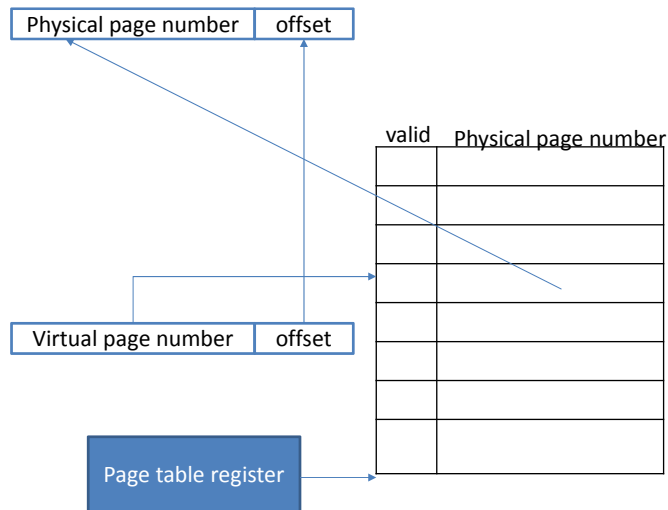 Physical page number offset
valid Physical page number
Virtual page number offset
Page table register